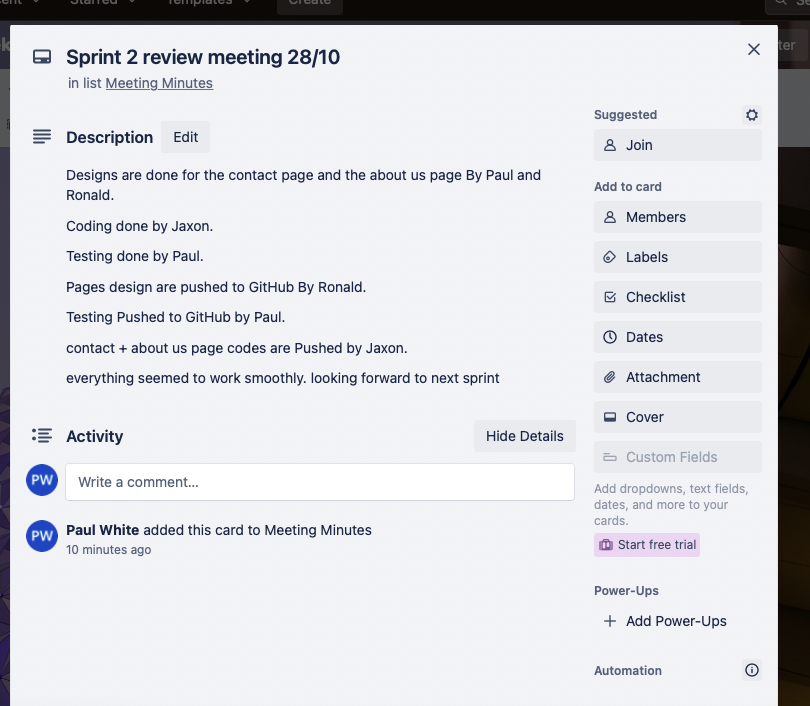 Starred
Templates
Create
Sprint 2 review meeting 28/10
in list Meeting Minutes
Description
Edit
Designs are done for the contact page and the about us page By Paul and
Ronald.
Coding done by Jaxon.
Testing done by Paul.
Pages design are pushed to GitHub By Ronald.
Testing Pushed to GitHub by Paul.
contact + about us page codes are Pushed by Jaxon.
everything seemed to work smoothly. looking forward to next sprint
Activity
Hide Details
PW
Write a comment...
PW
Paul White added this card to Meeting Minutes
10 minutes ago
Suggested
Join
Add to card
Members
Labels
Checklist
Dates
Attachment
Cover
Custom Fields
Add dropdowns, text fields,
dates, and more to your
cards.
Start free trial
Power-Ups
Add Power-Ups
Automation